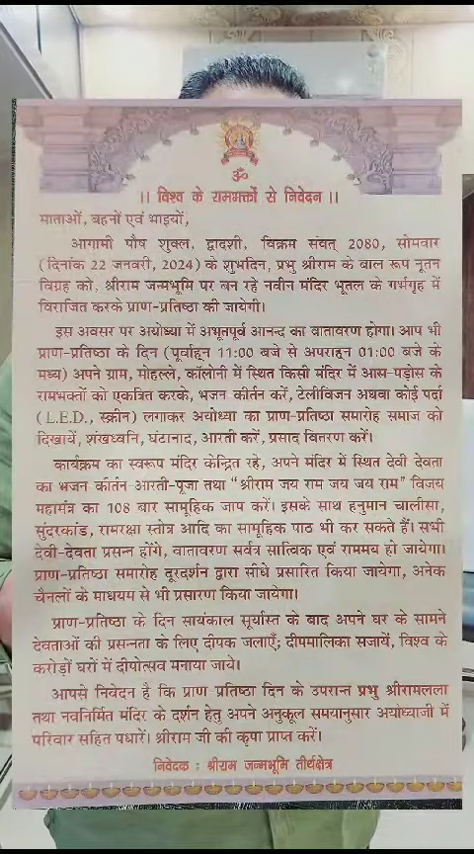 ॐ
।। विश्व के रामभक्तों से निवेदन ।।
माताओं, बहनों एवं भाइयों,
आगामी पौष शुक्ल, द्वादशी, विक्रम संवत् 2080, सोमवार
(दिनांक 22 जनवरी, 2024) के शुभदिन, प्रभु श्रीराम के बाल रूप नूतन
विग्रह को, श्रीराम जन्मभूमि पर बन रहे नवीन मंदिर भूतल के गर्भगृह में
विराजित करके प्राण-प्रतिष्ठा की जायेगी।
इस अवसर पर अयोध्या में अभूतपूर्व आनन्द का वातावरण होगा। आप भी
प्राण-प्रतिष्ठा के दिन (पूर्वाह्न 11:00 बजे से अपराह्न 01:00 बजे के
मध्य) अपने ग्राम, मोहल्ले, कॉलोनी में स्थित किसी मंदिर में आस-पड़ोस के
रामभक्तों को एकत्रित करके, भजन कीर्तन करें, टेलीविजन अथवा कोई पर्दा
(L.E.D., स्क्रीन) लगाकर अयोध्या का प्राण-प्रतिष्ठा समारोह समाज को
दिखायें, शंखध्वनि, घंटानाद, आरती करें, प्रसाद वितरण करें।
कार्यक्रम का स्वरूप मंदिर केन्द्रित रहे, अपने मंदिर में स्थित देवी देवता
का भजन कीर्तन आरती-पूजा तथा “श्रीराम जय राम जय जय राम” विजय
महामंत्र का 108 बार सामूहिक जाप करें। इसके साथ हनुमान चालीसा,
सुंदरकांड, रामरक्षा स्तोत्र आदि का सामूहिक पाठ भी कर सकते हैं। सभी
देवी-देवता प्रसन्न होंगे, वातावरण सर्वत्र सात्विक एवं राममय हो जायेगा।
प्राण-प्रतिष्ठा समारोह दूरदर्शन द्वारा सीधे प्रसारित किया जायेगा, अनेक
चैनलों के माध्यम से भी प्रसारण किया जायेगा।
प्राण-प्रतिष्ठा के दिन सायंकाल सूर्यास्त के बाद अपने घर के सामने
देवताओं की प्रसन्नता के लिए दीपक जलाएँ; दीपमालिका सजायें, विश्व के
करोड़ों घरों में दीपोत्सव मनाया जाये।
आपसे निवेदन है कि प्राण प्रतिष्ठा दिन के उपरान्त प्रभु श्रीरामलला
तथा नवनिर्मित मंदिर के दर्शन हेतु अपने अनुकूल समयानुसार अयोध्याजी में
परिवार सहित पधारें। श्रीराम जी की कृपा प्राप्त करें।
निवेदक : श्रीराम जन्मभूमि तीर्थक्षेत्र